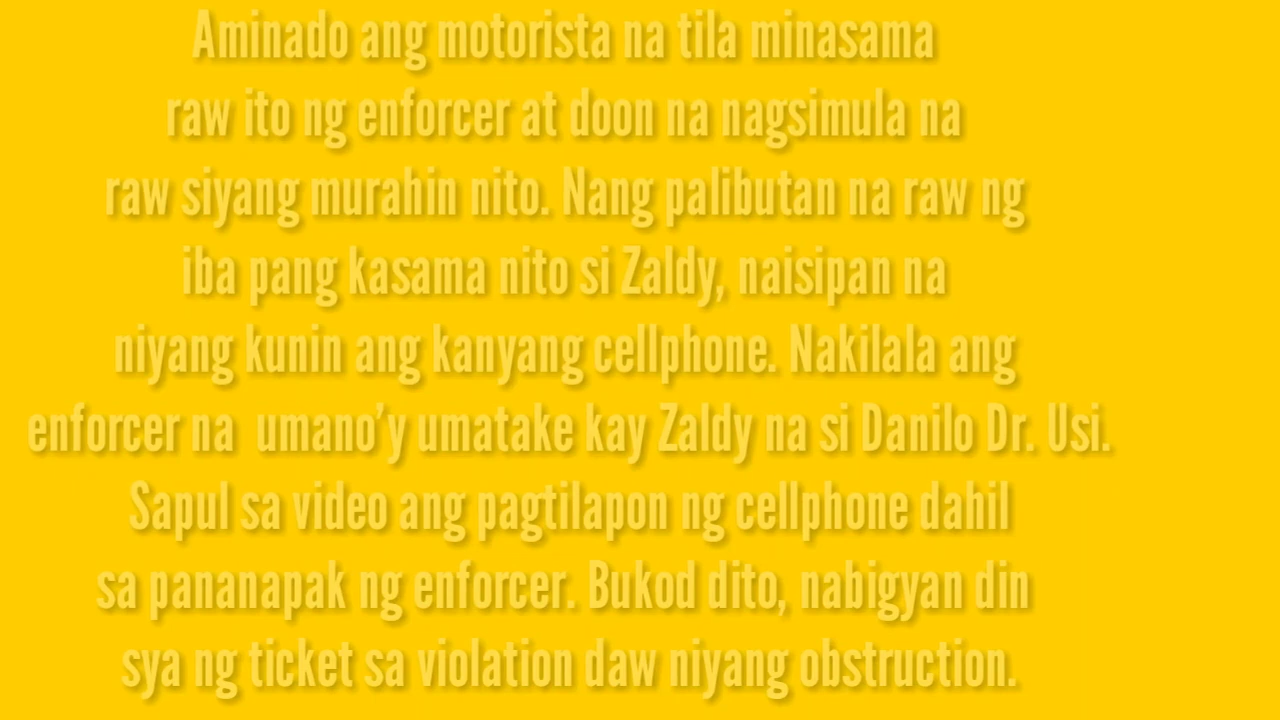 Aminado ang motorista na tila minasama
raw ito ng enforcer at doon na nagsimula na
raw siyang murahin nito. Nang palibutan na raw ng
iba pang kasama nito si Zaldy, naisipan na
niyang kunin ang kanyang cellphone. Nakilala ang
enforcer na  umano’y umatake kay Zaldy na si Danilo Dr. Usi.
Sapul sa video ang pagtilapon ng cellphone dahil
sa pananapak ng enforcer. Bukod dito, nabigyan din
sya ng ticket sa violation daw niyang obstruction.